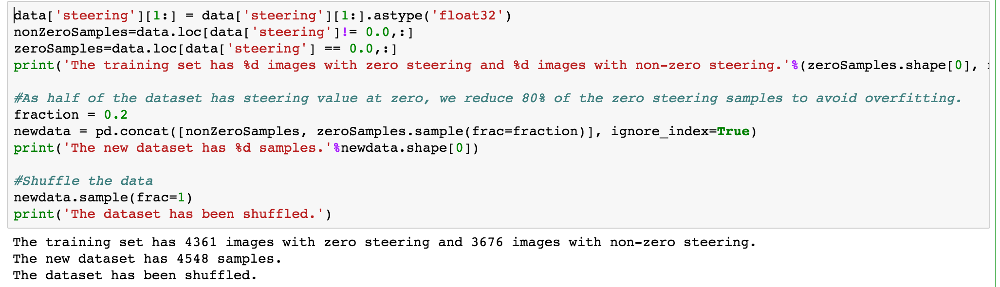 data['steering'][1:] = data['steering'][1:].astype('float32')
nonZeroSamples=data.loc[data['steering']!= 0.0,:]
zeroSamples=data.loc[data['steering'] == 0.0,:]
print('The training set has %d images with zero steering and %d images with non-zero steering.'%(zeroSamples.shape[0],
#As half of the dataset has steering value at zero, we reduce 80% of the zero steering samples to avoid overfitting.
fraction = 0.2
newdata = pd.concat([nonZeroSamples, zeroSamples.sample(frac=fraction)], ignore_index=True)
print('The new dataset has %d samples.'%newdata.shape[0])
#Shuffle the data
newdata.sample(frac=1)
print('The dataset has been shuffled.')
The training set has 4361 images with zero steering and 3676 images with non-zero steering.
The new dataset has 4548 samples.
The dataset has been shuffled.